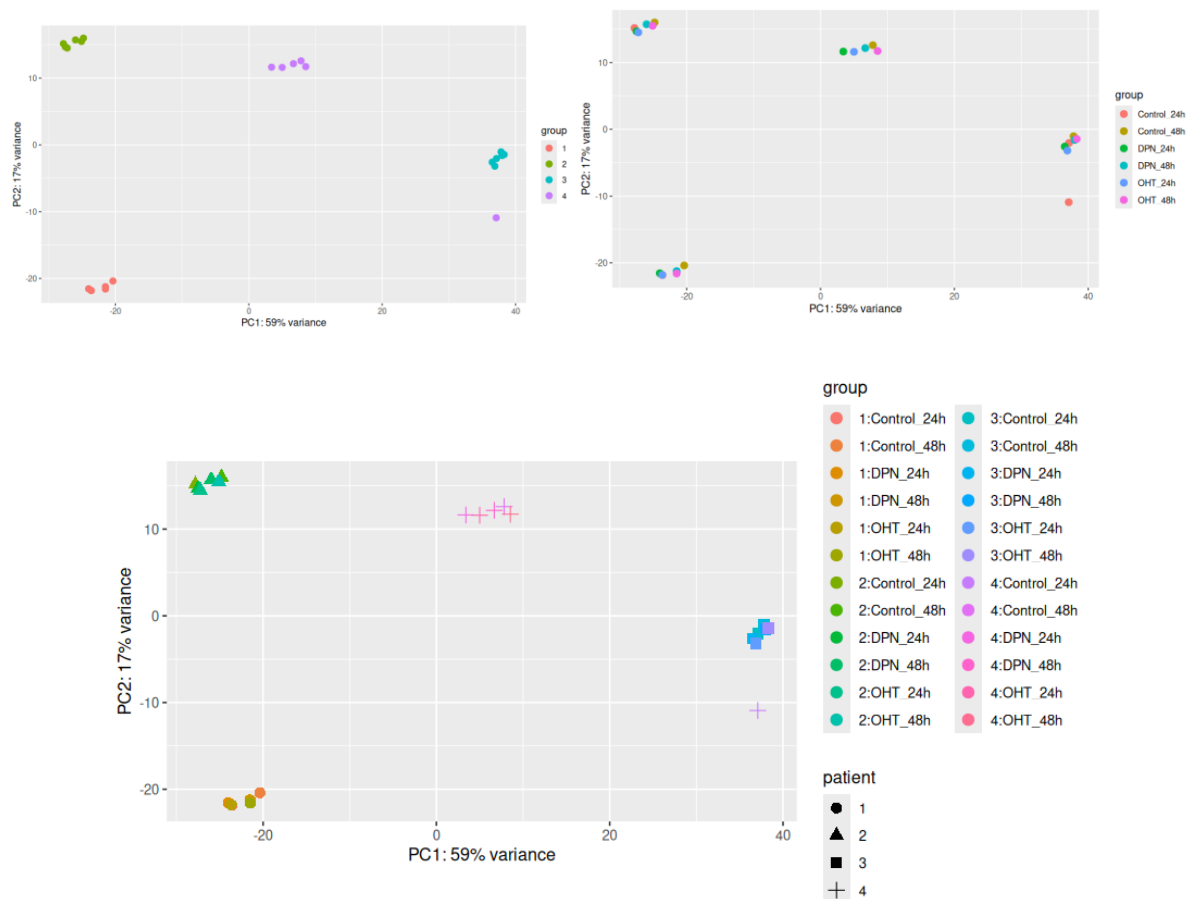 10
0
-10
-20
PC2: 17% variance
-20
0
20
40
PC1: 59% variance
group
1
2
3
4
10
0
-10
-20
PC2: 17% variance
-20
0
20
40
PC1: 59% variance
group
Control_24h
Control_48h
DPN_24h
DPN_48h
OHT_24h
OHT_48h
10
0
-10
-20
PC2: 17% variance
-20
0
20
40
PC1: 59% variance
group
1:Control_24h
1:Control_48h
1:DPN_24h
1:DPN_48h
1:OHT_24h
1:OHT_48h
2:Control_24h
2:Control_48h
2:DPN_24h
2:DPN_48h
2:OHT_24h
2:OHT_48h
3:Control_24h
3:Control_48h
3:DPN_24h
3:DPN_48h
3:OHT_24h
3:OHT_48h
4:Control_24h
4:Control_48h
4:DPN_24h
4:DPN_48h
4:OHT_24h
4:OHT_48h
patient
1
2
3
4